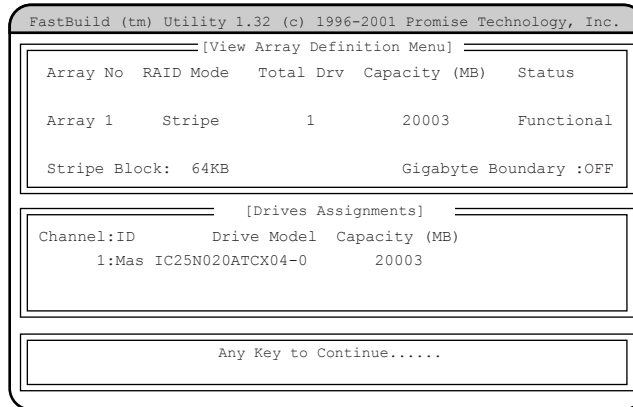 FastBuild (tm) Utility 1.32 (c) 1996-2001 Promise Technology, Inc.
[View Array Definition Menu]
Array No RAID Mode Total Drv Capacity (MB) Status
Array 1 Stripe 1 20003 Functional
Stripe Block: 64KB Gigabyte Boundary :OFF
[Drives Assignments]
Channel:ID Drive Model Capacity (MB)
1:Mas IC25N020ATCX04-0 20003
Any Key to Continue......